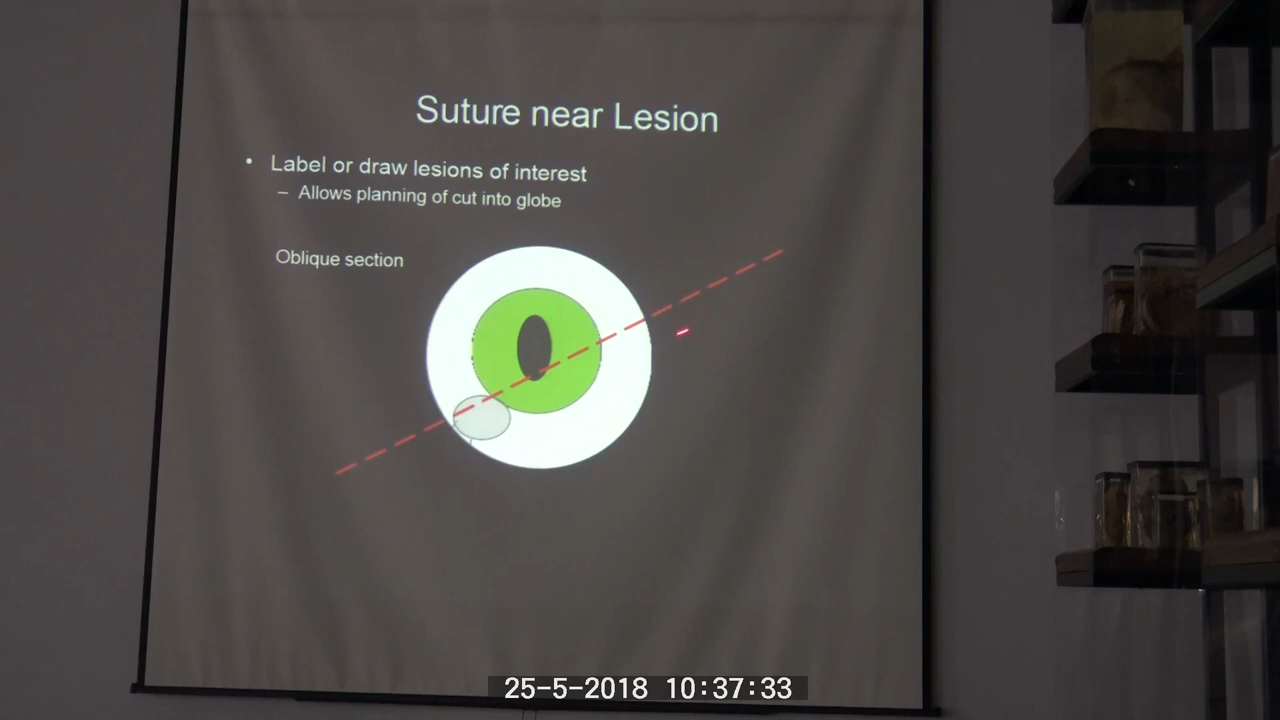 Suture near Lesion
• Label or draw lesions of interest
– Allows planning of cut into globe
Oblique section
25-5-2018 10:37:33